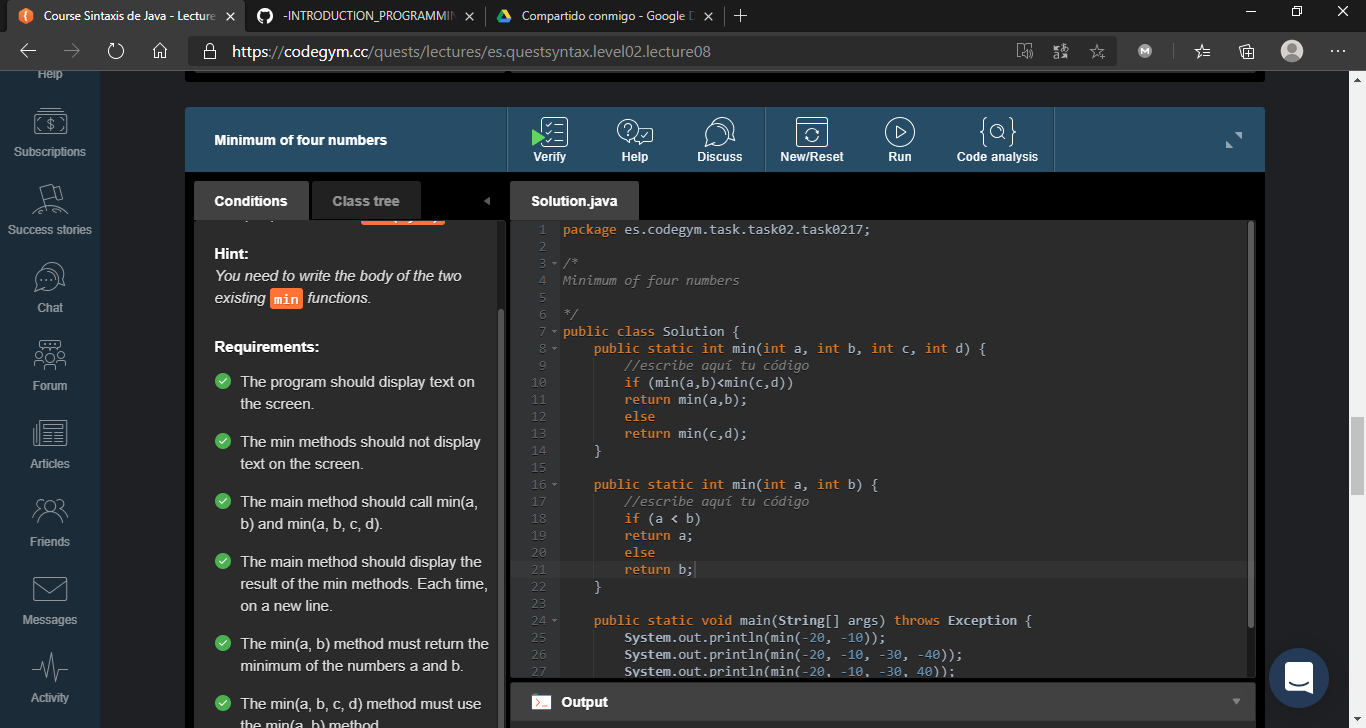 Course Sintaxis de Java - Lecture
-INTRODUCTION_PROGRAMMIN
Compartido conmigo - Google D
https://codegym.cc/quests/lectures/es.questsyntax.level02.lecture08
M
Help
Subscriptions
Success stories
Chat
Forum
Articles
Friends
Messages
Activity
Minimum of four numbers
Verify
Help
Discuss
New/Reset
Run
Code analysis
Conditions
Class tree
Solution.java
Hint:
You need to write the body of the two
existing min functions.
Requirements:
The program should display text on
the screen.
The min methods should not display
text on the screen.
The main method should call min(a,
b) and min(a, b, c, d).
The main method should display the
result of the min methods. Each time,
on a new line.
The min(a, b) method must return the
minimum of the numbers a and b.
The min(a, b, c, d) method must use
the min(a, b) method
1 package es.codegym.task.task02.task0217;
2
3 /*
4 Minimum of four numbers
5
6 */
7 public class Solution {
8 public static int min(int a, int b, int c, int d) {
9 //escribe aquí tu código
10 if (min(a,b)<min(c,d))
11 return min(a,b);
12 else
13 return min(c,d);
14 }
15
16 public static int min(int a, int b) {
17 //escribe aquí tu código
18 if (a < b)
19 return a;
20 else
21 return b;
22 }
23
24 public static void main(String[] args) throws Exception {
25 System.out.println(min(-20, -10));
26 System.out.println(min(-20, -10, -30, -40));
27 System.out.println(min(-20, -10, -30, 40));
Output